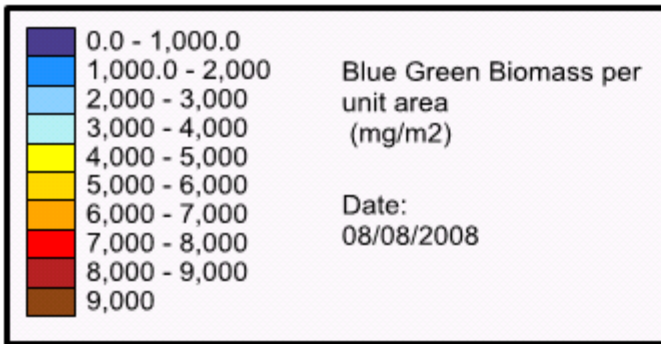 0.0 - 1,000.0
1,000.0 - 2,000
2,000 - 3,000
3,000 - 4,000
4,000 - 5,000
5,000 - 6,000
6,000 - 7,000
7,000 - 8,000
8,000 - 9,000
9,000
Blue Green Biomass per
unit area
(mg/m2)
Date:
08/08/2008